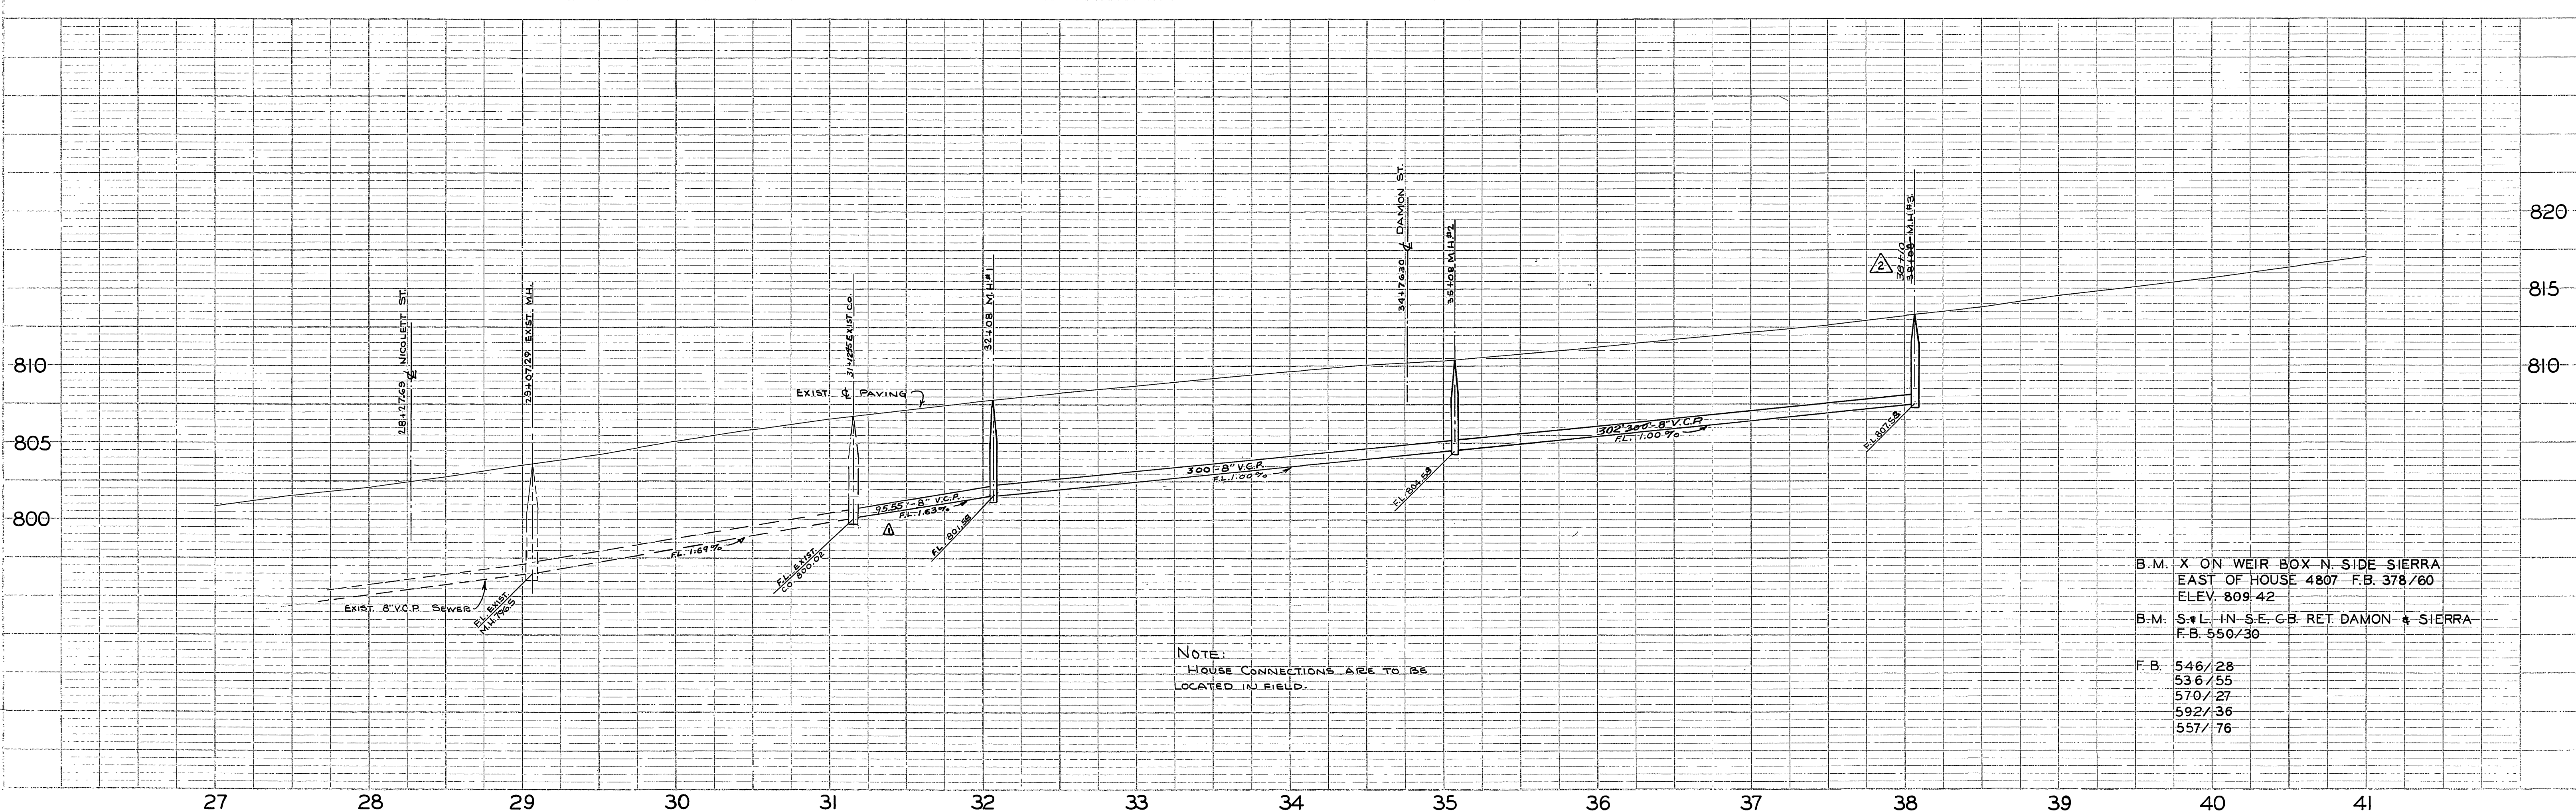 820
815
810
810
805
800
28+27.69 ℄ NICOLETT ST.
29+07.29 EXIST. M.H.
EXIST. C.O.
32+08 M.H.#1
34+76.30 ℄ DAMON ST.
35+08 M.H.#2
38+10
38+08 M.H.#3
2
EXIST. ℄ PAVING
F.L. 1.69%
EXIST. 8" V.C.P. SEWER
F.L. EXIST.
M.H. 796.5
F.L. EXIST.
C.O. 800.02
95.55'-8" V.C.P.
F.L. 1.63%
1
F.L. 801.58
300'-8" V.C.P.
F.L. 1.00%
F.L. 804.58
302' 300'-8" V.C.P.
F.L. 1.00%
F.L. 807.58
NOTE:
HOUSE CONNECTIONS ARE TO BE
LOCATED IN FIELD.
B.M. X ON WEIR BOX N. SIDE SIERRA
EAST OF HOUSE 4807 F.B. 378/60
ELEV. 809.42
B.M. S.&L. IN S.E. CB. RET. DAMON & SIERRA
F.B. 550/30
F.B. 546/28
536/55
570/27
592/36
557/76
27 28 29 30 31 32 33 34 35 36 37 38 39 40 41